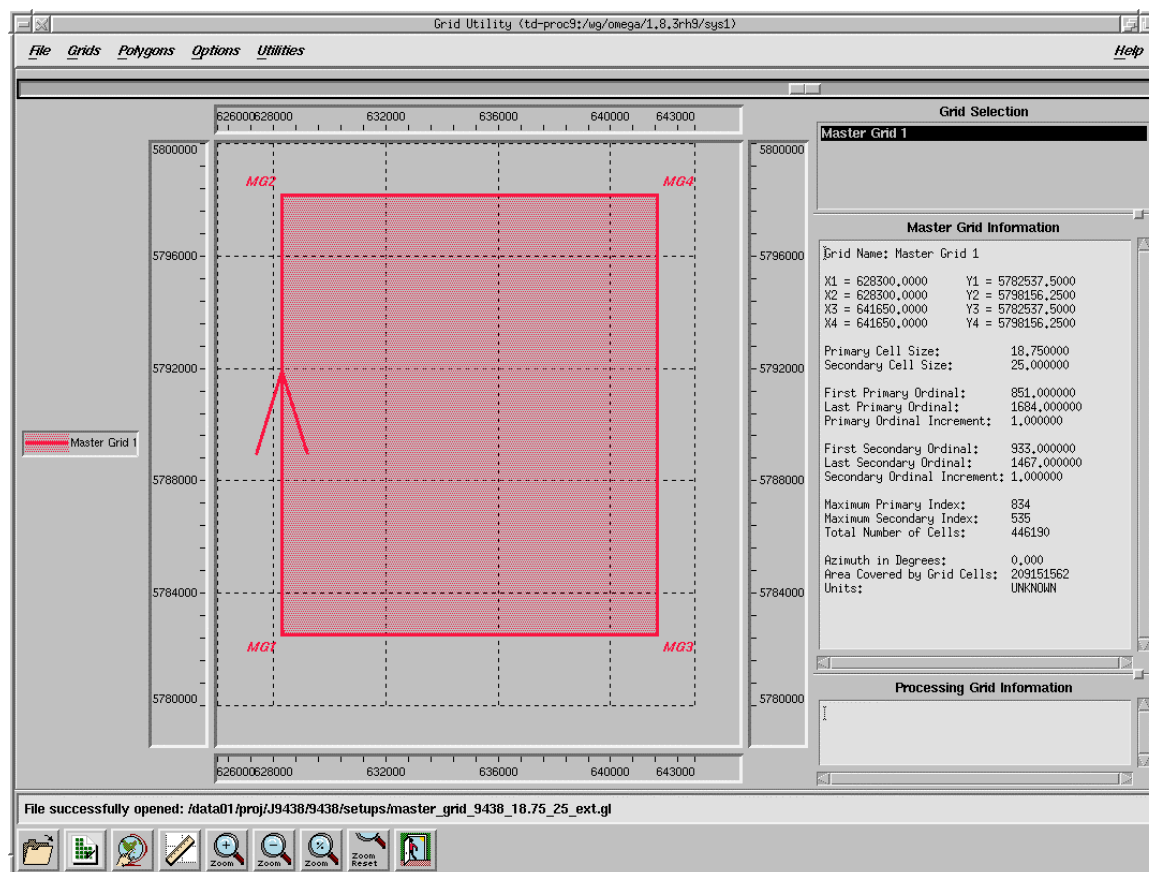 Grid Utility (td-proc9:/wg/omega/1.8.3rh9/sys1)
File Grids Polygons Options Utilities Help
626000628000 632000 636000 640000 643000
5800000
5796000
5792000
5788000
5784000
5780000
MG2 MG4
MG1 MG3
5800000
5796000
5792000
5788000
5784000
5780000
626000628000 632000 636000 640000 643000
Master Grid 1
Grid Selection
Master Grid 1
Master Grid Information
Grid Name: Master Grid 1
X1 = 628300.0000 Y1 = 5782537.5000
X2 = 628300.0000 Y2 = 5798156.2500
X3 = 641650.0000 Y3 = 5782537.5000
X4 = 641650.0000 Y4 = 5798156.2500
Primary Cell Size: 18.750000
Secondary Cell Size: 25.000000
First Primary Ordinal: 851.000000
Last Primary Ordinal: 1684.000000
Primary Ordinal Increment: 1.000000
First Secondary Ordinal: 933.000000
Last Secondary Ordinal: 1467.000000
Secondary Ordinal Increment: 1.000000
Maximum Primary Index: 834
Maximum Secondary Index: 535
Total Number of Cells: 446190
Azimuth in Degrees: 0.000
Area Covered by Grid Cells: 209151562
Units: UNKNOWN
Processing Grid Information
File successfully opened: /data01/proj/J9438/9438/setups/master_grid_9438_18.75_25_ext.gl
Zoom Zoom Zoom Zoom
Reset